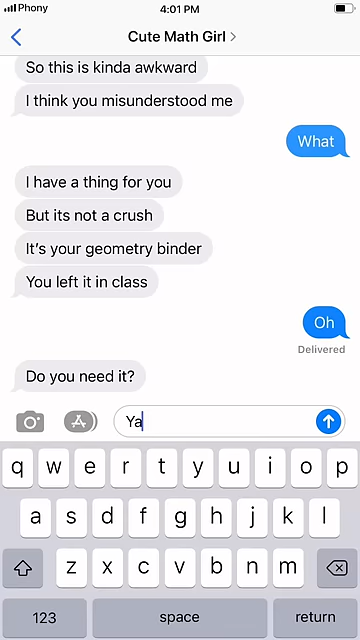 Phony
4:01 PM
Cute Math Girl
So this is kinda awkward
I think you misunderstood me
What
I have a thing for you
But its not a crush
It's your geometry binder
You left it in class
Oh
Delivered
Do you need it?
Ya
q w e r t y u i o p
a s d f g h j k l
z x c v b n m
123 space return